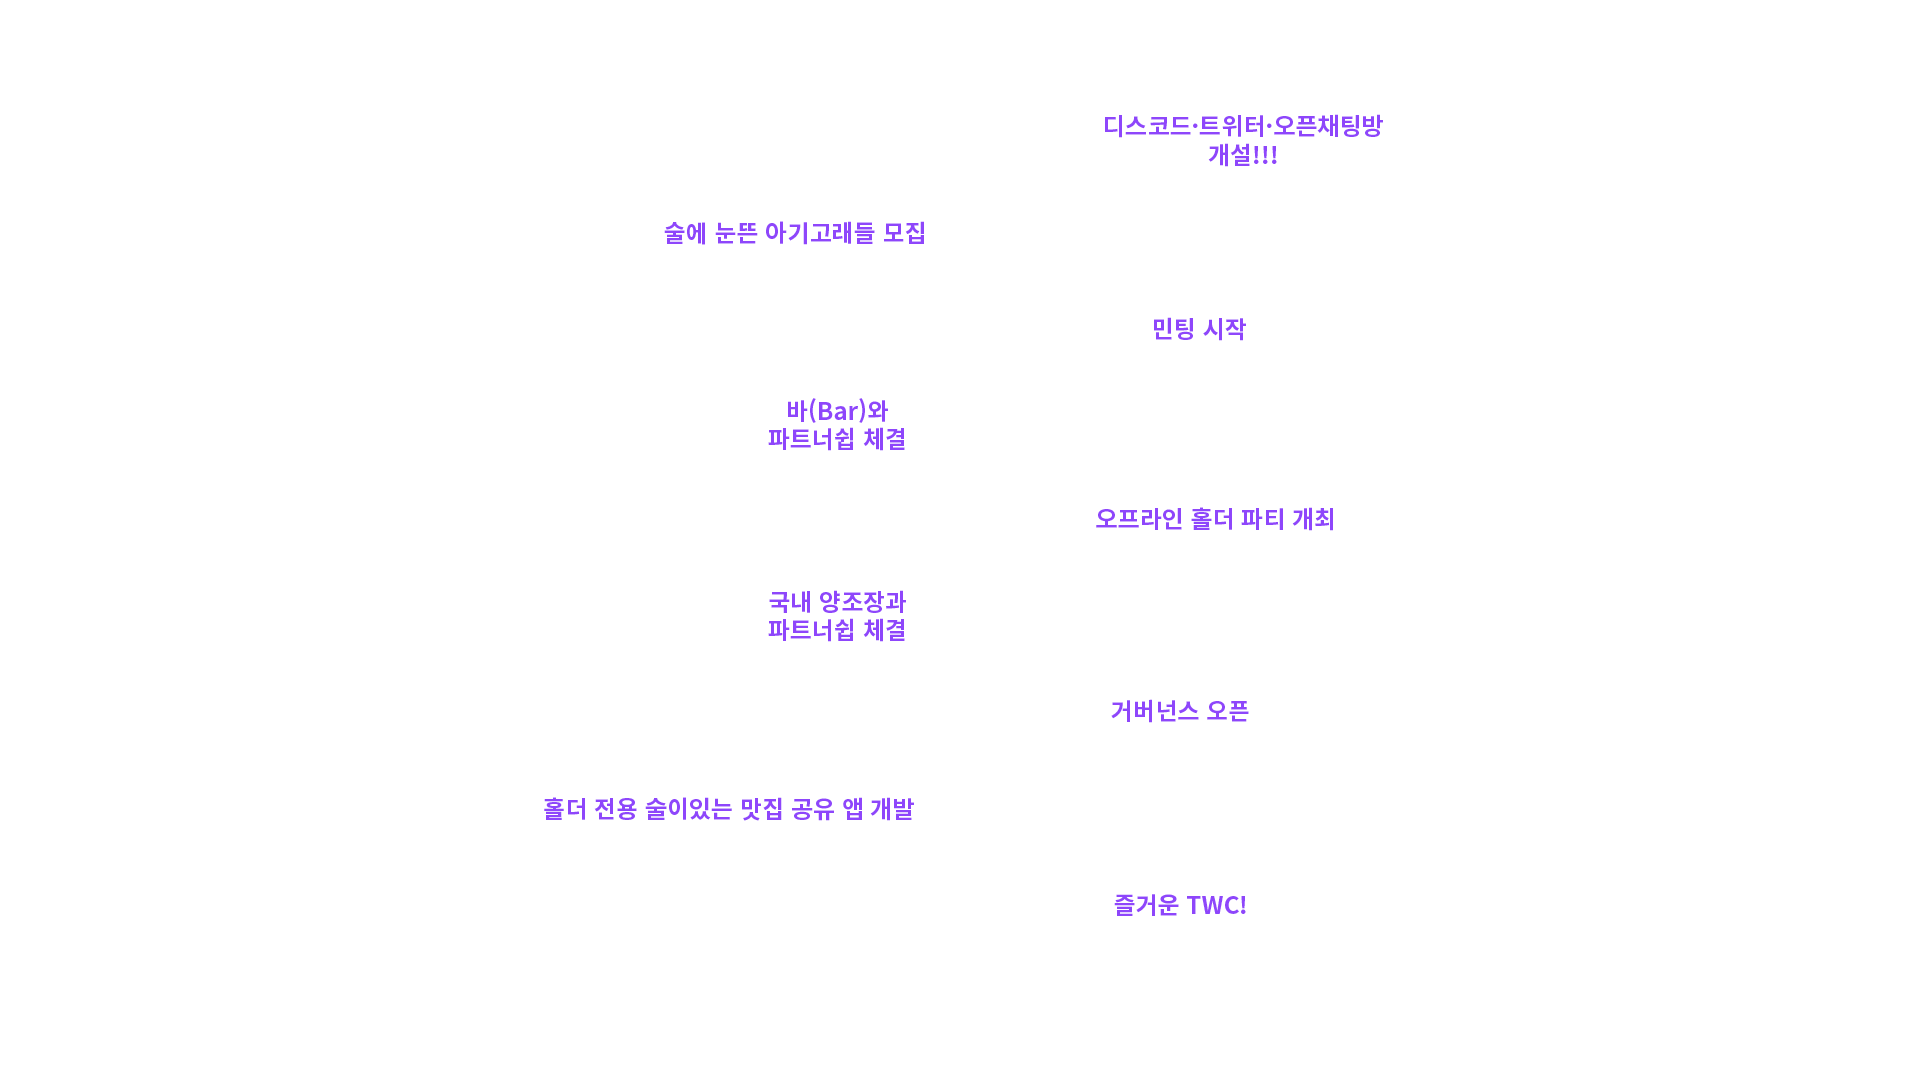 디스코드·트위터·오픈채팅방
개설!!!
술에 눈뜬 아기고래들 모집
민팅 시작
바(Bar)와
파트너쉽 체결
오프라인 홀더 파티 개최
국내 양조장과
파트너쉽 체결
거버넌스 오픈
홀더 전용 술이있는 맛집 공유 앱 개발
즐거운 TWC!